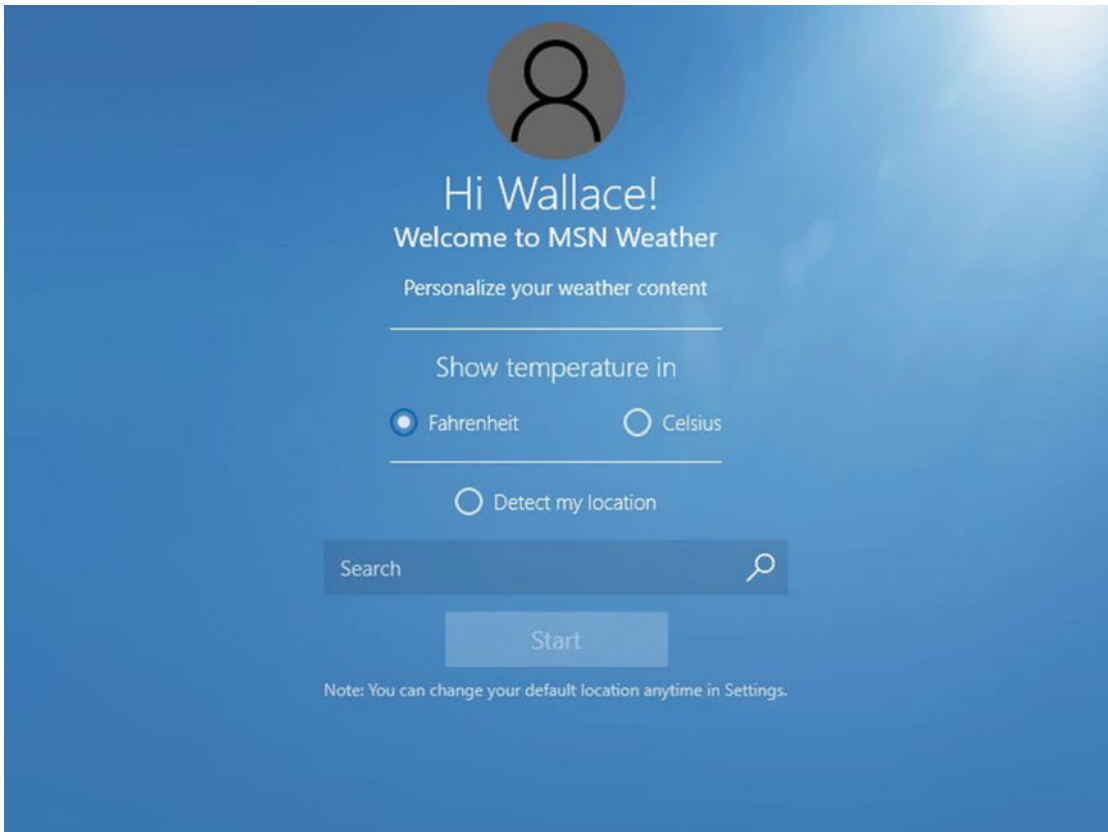 Hi Wallace!
Welcome to MSN Weather
Personalize your weather content
Show temperature in
Fahrenheit Celsius
Detect my location
Search
Start
Note: You can change your default location anytime in Settings.